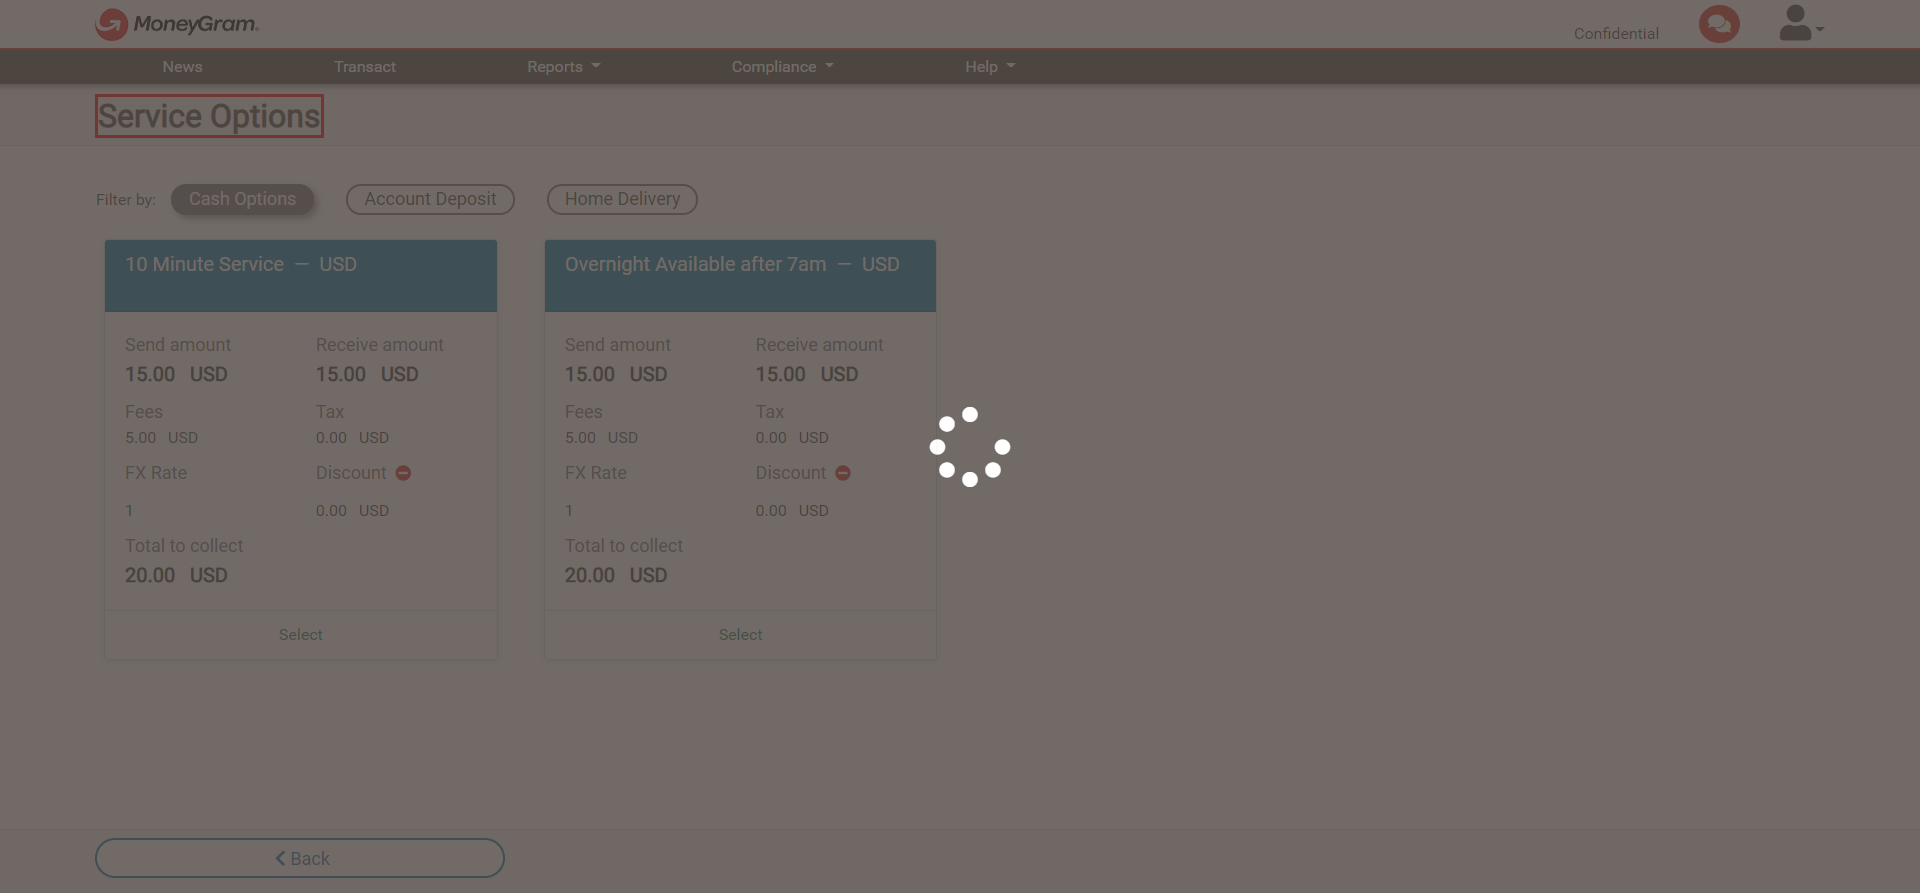 MoneyGram®
Confidential
News Transact Reports Compliance Help
Service Options
Filter by: Cash Options Account Deposit Home Delivery
10 Minute Service — USD
Send amount Receive amount
15.00 USD 15.00 USD
Fees Tax
5.00 USD 0.00 USD
FX Rate Discount
1 0.00 USD
Total to collect
20.00 USD
Select
Overnight Available after 7am — USD
Send amount Receive amount
15.00 USD 15.00 USD
Fees Tax
5.00 USD 0.00 USD
FX Rate Discount
1 0.00 USD
Total to collect
20.00 USD
Select
Back